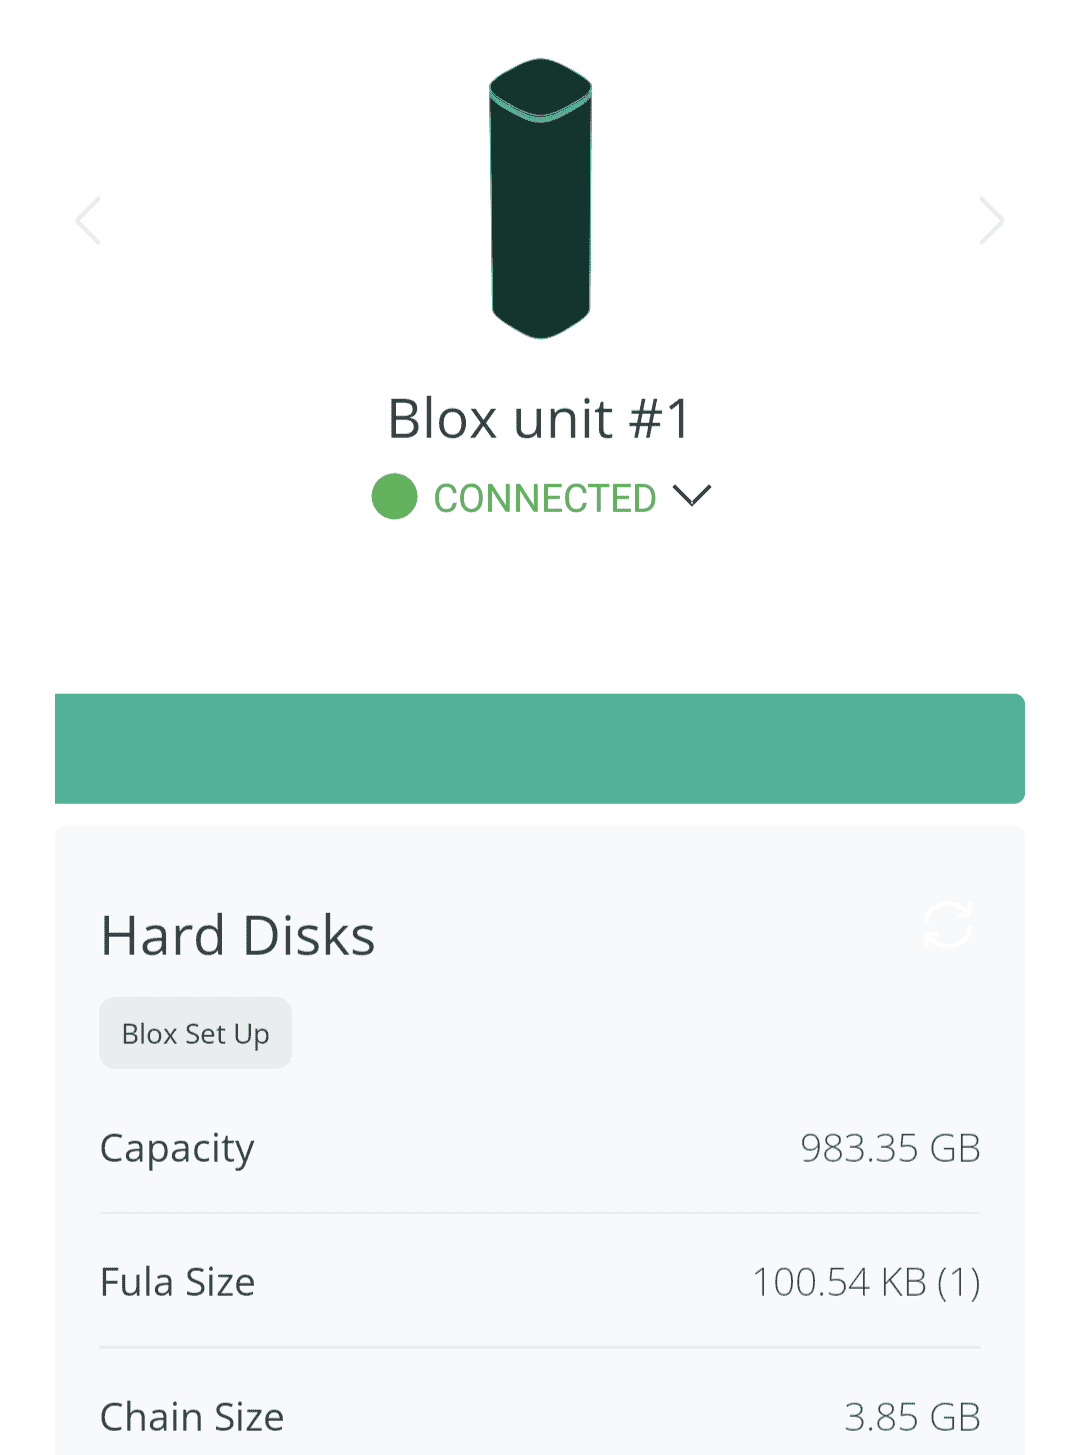 Blox unit #1
CONNECTED
Hard Disks
Blox Set Up
Capacity 983.35 GB
Fula Size 100.54 KB (1)
Chain Size 3.85 GB